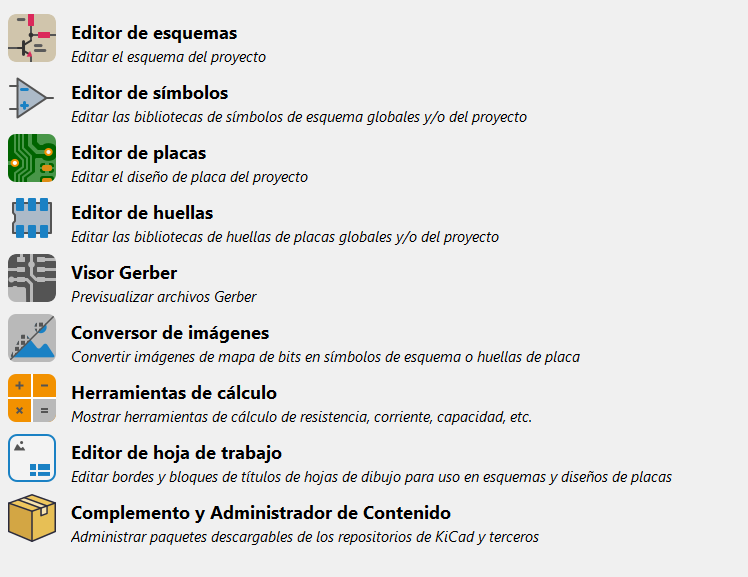 Editor de esquemas
Editar el esquema del proyecto
Editor de símbolos
Editar las bibliotecas de símbolos de esquema globales y/o del proyecto
Editor de placas
Editar el diseño de placa del proyecto
Editor de huellas
Editar las bibliotecas de huellas de placas globales y/o del proyecto
Visor Gerber
Previsualizar archivos Gerber
Conversor de imágenes
Convertir imágenes de mapa de bits en símbolos de esquema o huellas de placa
Herramientas de cálculo
Mostrar herramientas de cálculo de resistencia, corriente, capacidad, etc.
Editor de hoja de trabajo
Editar bordes y bloques de títulos de hojas de dibujo para uso en esquemas y diseños de placas
Complemento y Administrador de Contenido
Administrar paquetes descargables de los repositorios de KiCad y terceros